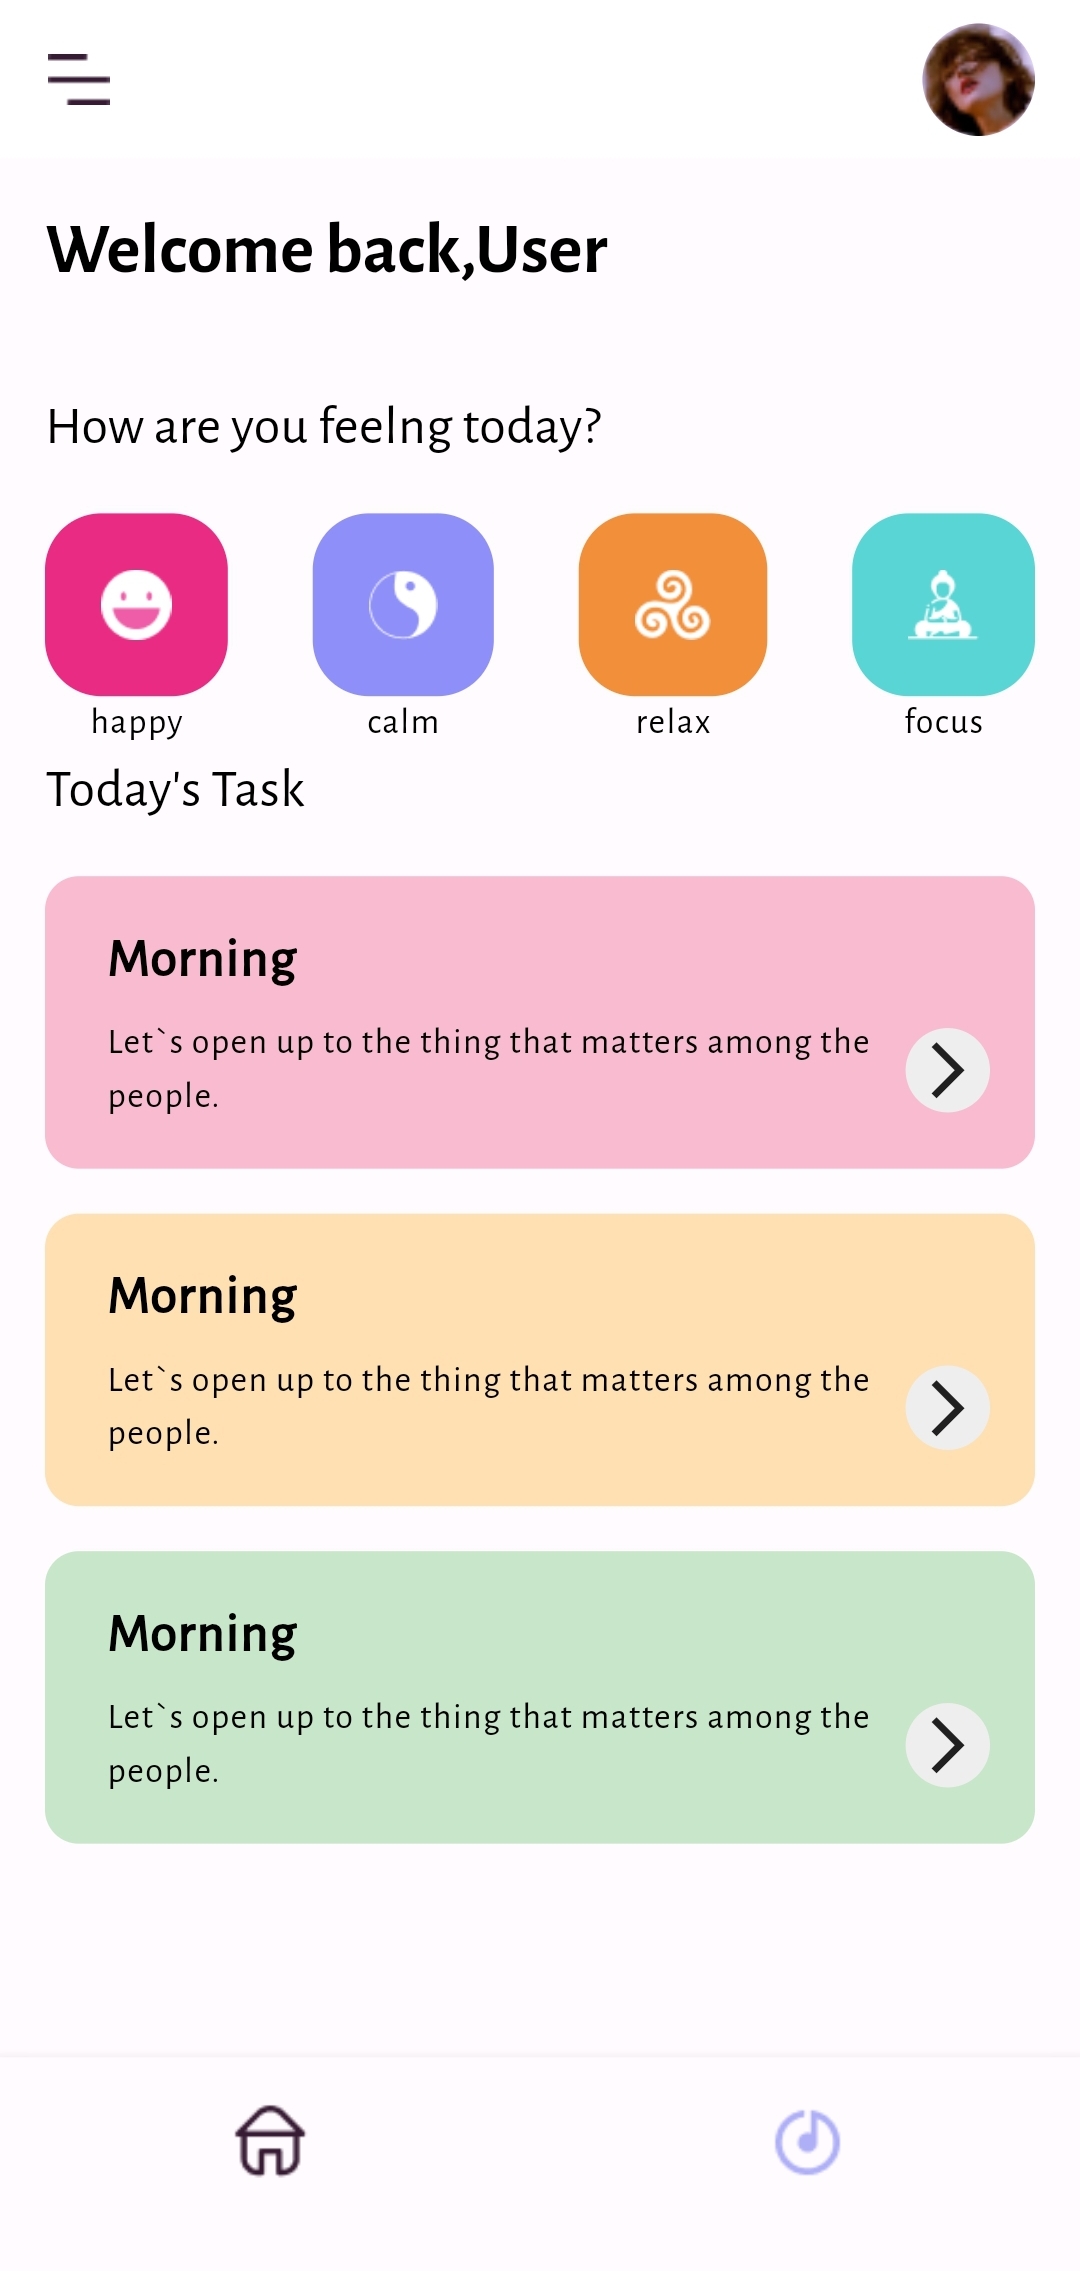 Welcome back,User
How are you feelng today?
happy calm relax focus
Today's Task
Morning
Let`s open up to the thing that matters among the
people.
Morning
Let`s open up to the thing that matters among the
people.
Morning
Let`s open up to the thing that matters among the
people.